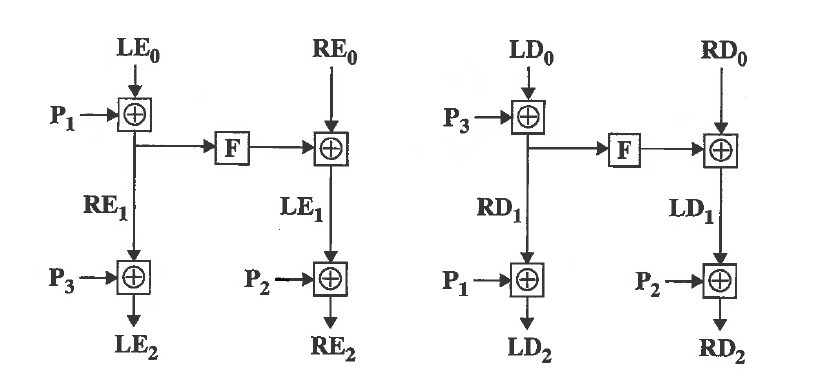 LE₀ RE₀ LD₀ RD₀
P₁ ⊕ P₃ ⊕
F ⊕ F ⊕
RE₁ LE₁ RD₁ LD₁
P₃ ⊕ P₂ ⊕ P₁ ⊕ P₂ ⊕
LE₂ RE₂ LD₂ RD₂